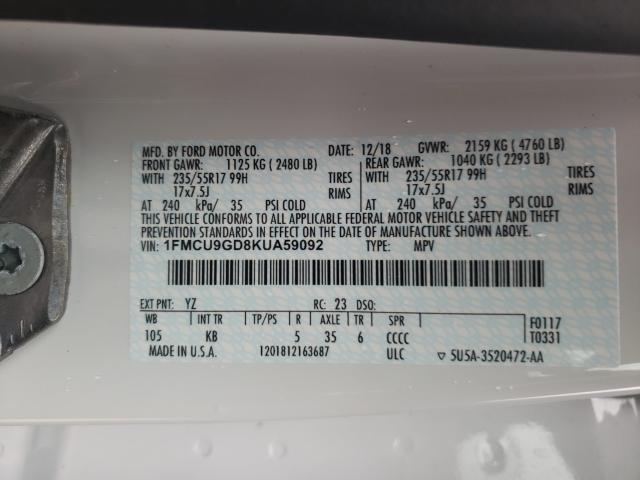 MFD. BY FORD MOTOR CO. 12/18 GVWR: 2159 KG ( 4760 LB)
FRONT GAWR: 1125 KG ( 2480 LB) REAR GAWR: 1040 KG ( 2293 LB)
WITH 235/55R17 99H TIRES WITH 235/55R17 99H TIRES
17x7.5J RIMS 17x7.5J RIMS
AT 240 kPa/ 35 PSI COLD AT 240 kPa/ 35 PSI COLD
THIS VEHICLE CONFORMS TO ALL APPLICABLE FEDERAL MOTOR VEHICLE SAFETY AND THEFT
PREVENTION STANDARDS IN EFFECT ON THE DATE OF MANUFACTURE SHOWN ABOVE.
VIN: 1FMCU9GD8KUA59092 TYPE: MPV
EXT PNT: YZ RC: 23 DSO:
WB INT TR TP/PS R AXLE TR SPR F0117
105 KB 5 35 6 CCCC T0331
MADE IN U.S.A. 1201812163687 ULC ▽ 5U5A-3520472-AA